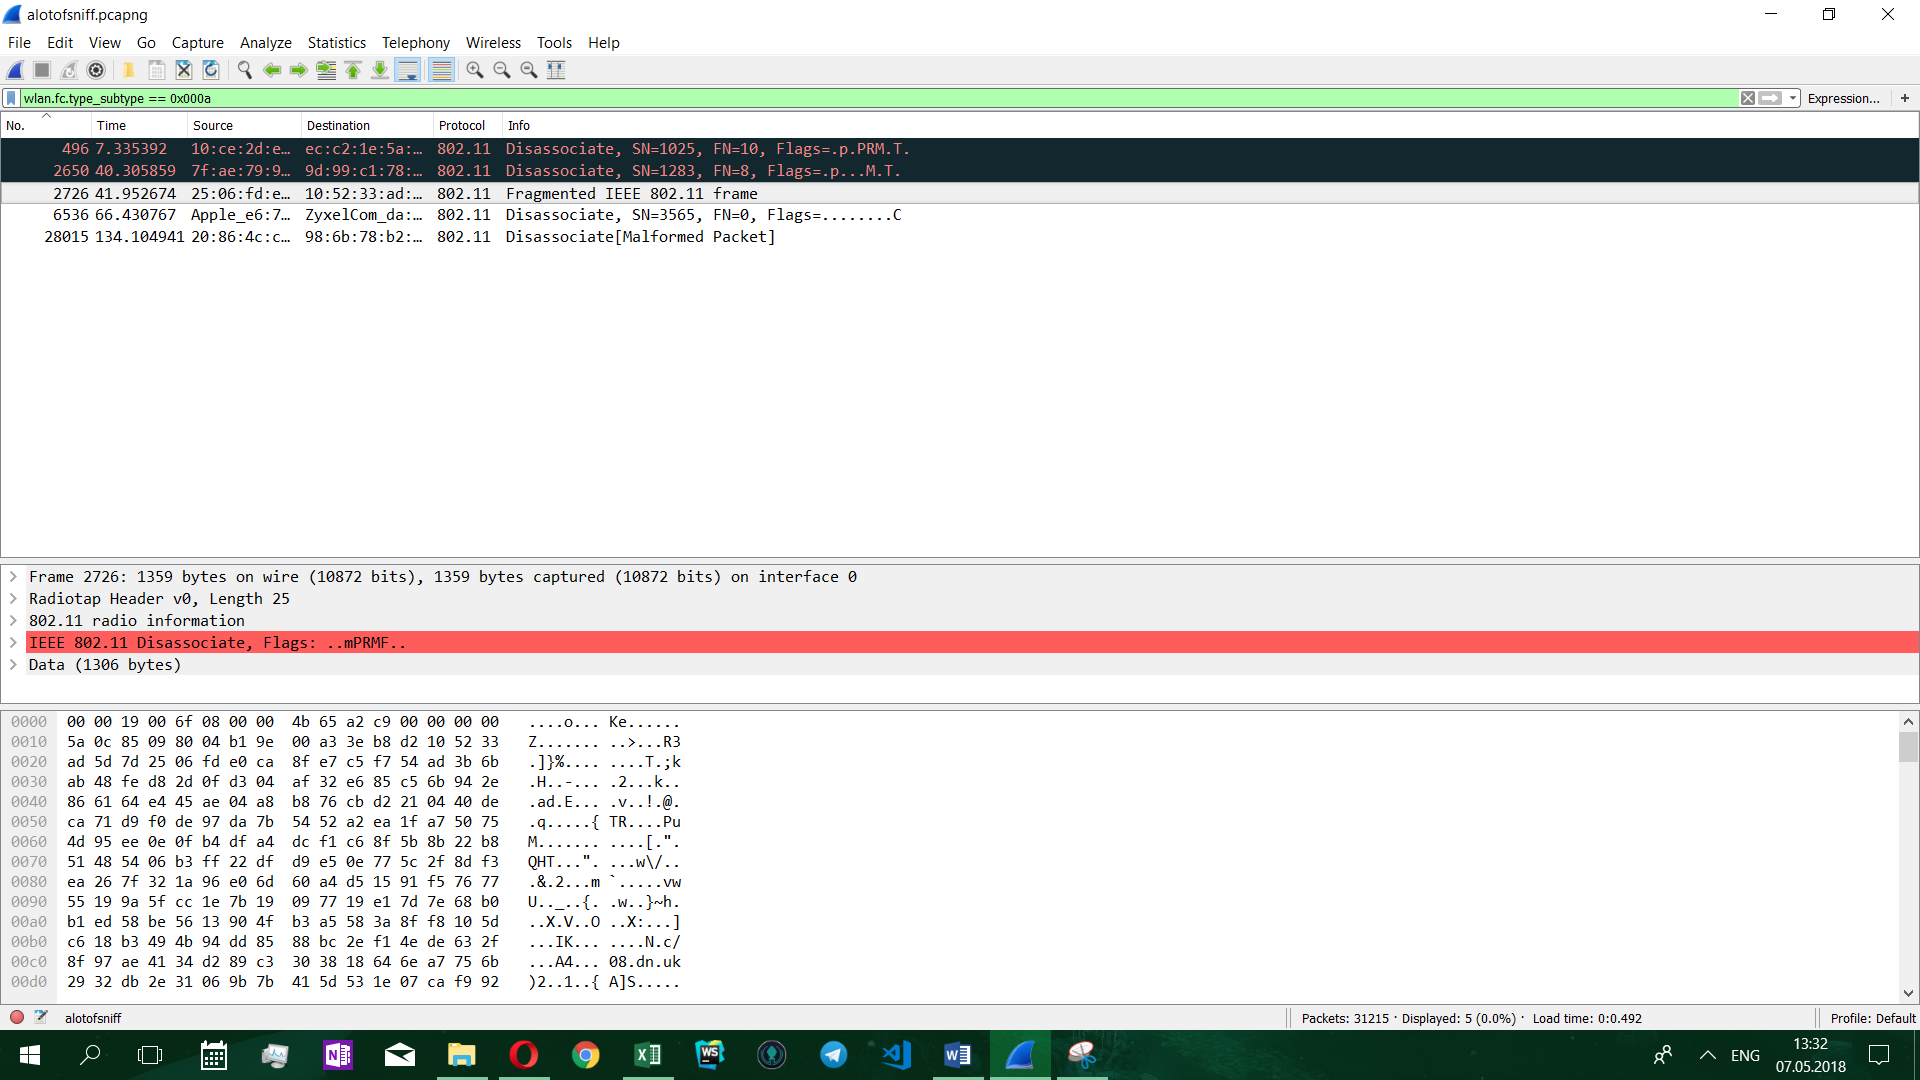 alotofsniff.pcapng
File Edit View Go Capture Analyze Statistics Telephony Wireless Tools Help
wlan.fc.type_subtype == 0x000a
Expression... +
No. Time Source Destination Protocol Info
496 7.335392 10:ce:2d:e... ec:c2:1e:5a:... 802.11 Disassociate, SN=1025, FN=10, Flags=.p.PRM.T.
2650 40.305859 7f:ae:79:9... 9d:99:c1:78:... 802.11 Disassociate, SN=1283, FN=8, Flags=.p...M.T.
2726 41.952674 25:06:fd:e... 10:52:33:ad:... 802.11 Fragmented IEEE 802.11 frame
6536 66.430767 Apple_e6:7... ZyxelCom_da:... 802.11 Disassociate, SN=3565, FN=0, Flags=........C
28015 134.104941 20:86:4c:c... 98:6b:78:b2:... 802.11 Disassociate[Malformed Packet]
Frame 2726: 1359 bytes on wire (10872 bits), 1359 bytes captured (10872 bits) on interface 0
Radiotap Header v0, Length 25
802.11 radio information
IEEE 802.11 Disassociate, Flags: ..mPRMF..
Data (1306 bytes)
0000 00 00 19 00 6f 08 00 00 4b 65 a2 c9 00 00 00 00 ....o... Ke......
0010 5a 0c 85 09 80 04 b1 9e 00 a3 3e b8 d2 10 52 33 Z....... ..>...R3
0020 ad 5d 7d 25 06 fd e0 ca 8f e7 c5 f7 54 ad 3b 6b .]}%.... ....T.;k
0030 ab 48 fe d8 2d 0f d3 04 af 32 e6 85 c5 6b 94 2e .H..-... .2...k..
0040 86 61 64 e4 45 ae 04 a8 b8 76 cb d2 21 04 40 de .ad.E... .v..!.@.
0050 ca 71 d9 f0 de 97 da 7b 54 52 a2 ea 1f a7 50 75 .q.....{ TR....Pu
0060 4d 95 ee 0e 0f b4 df a4 dc f1 c6 8f 5b 8b 22 b8 M....... ....[.".
0070 51 48 54 06 b3 ff 22 df d9 e5 0e 77 5c 2f 8d f3 QHT...". ...w\/..
0080 ea 26 7f 32 1a 96 e0 6d 60 a4 d5 15 91 f5 76 77 .&.2...m `.....vw
0090 55 19 9a 5f cc 1e 7b 19 09 77 19 e1 7d 7e 68 b0 U.._..{. .w..}~h.
00a0 b1 ed 58 be 56 13 90 4f b3 a5 58 3a 8f f8 10 5d ..X.V..O ..X:...]
00b0 c6 18 b3 49 4b 94 dd 85 88 bc 2e f1 4e de 63 2f ...IK... ....N.c/
00c0 8f 97 ae 41 34 d2 89 c3 30 38 18 64 6e a7 75 6b ...A4... 08.dn.uk
00d0 29 32 db 2e 31 06 9b 7b 41 5d 53 1e 07 ca f9 92 )2..1..{ A]S.....
alotofsniff Packets: 31215 · Displayed: 5 (0.0%) · Load time: 0:0.492 Profile: Default
ENG
13:32
07.05.2018